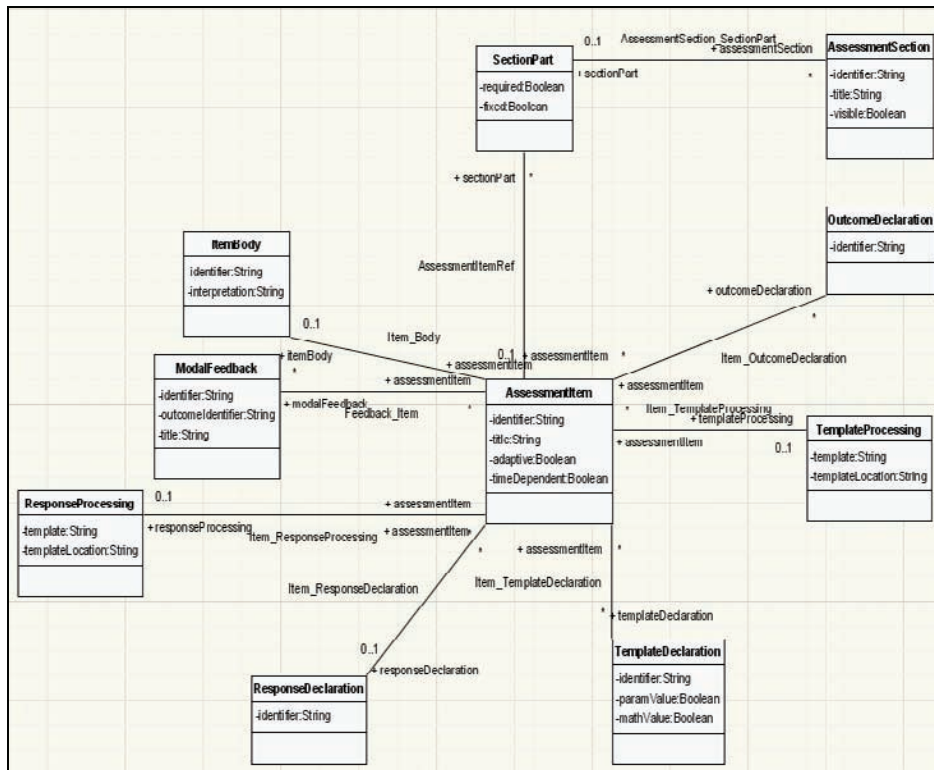 0..1
AssessmentSection_SectionPart
+ assessmentSection
SectionPart
-required:Boolean
-fixed:Boolean
+ sectionPart
*
AssessmentSection
-identifier:String
-title:String
-visible:Boolean
+ sectionPart
*
AssessmentItemRef
OutcomeDeclaration
-identifier:String
+ outcomeDeclaration
*
Item_OutcomeDeclaration
ItemBody
identifier:String
-interpretation:String
0..1
Item_Body
+ itemBody
+ assessmentItem
0..1
+ assessmentItem
*
ModalFeedback
-identifier:String
-outcomeIdentifier:String
-title:String
*
+ modalFeedback
Feedback_Item
+ assessmentItem
*
AssessmentItem
-identifier:String
-title:String
-adaptive:Boolean
-timeDependent:Boolean
+ assessmentItem
*
Item_TemplateProcessing
+ templateProcessing
+ assessmentItem
0..1
TemplateProcessing
-template:String
-templateLocation:String
ResponseProcessing
-template:String
-templateLocation:String
0..1
+ responseProcessing
Item_ResponseProcessing
+ assessmentItem
+ assessmentItem
*
*
Item_ResponseDeclaration
0..1
+ responseDeclaration
ResponseDeclaration
-identifier:String
+ assessmentItem
*
Item_TemplateDeclaration
*
+ templateDeclaration
TemplateDeclaration
-identifier:String
-paramValue:Boolean
-mathValue:Boolean